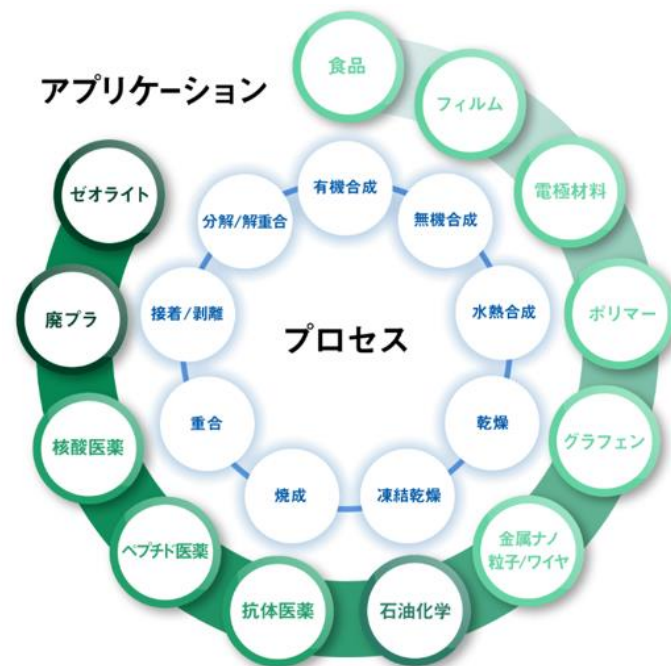 アプリケーション
食品
フィルム
電極材料
ポリマー
グラフェン
金属ナノ
粒子/ワイヤ
石油化学
抗体医薬
ペプチド医薬
核酸医薬
廃プラ
ゼオライト
プロセス
有機合成
無機合成
水熱合成
乾燥
凍結乾燥
焼成
重合
接着/剥離
分解/解重合